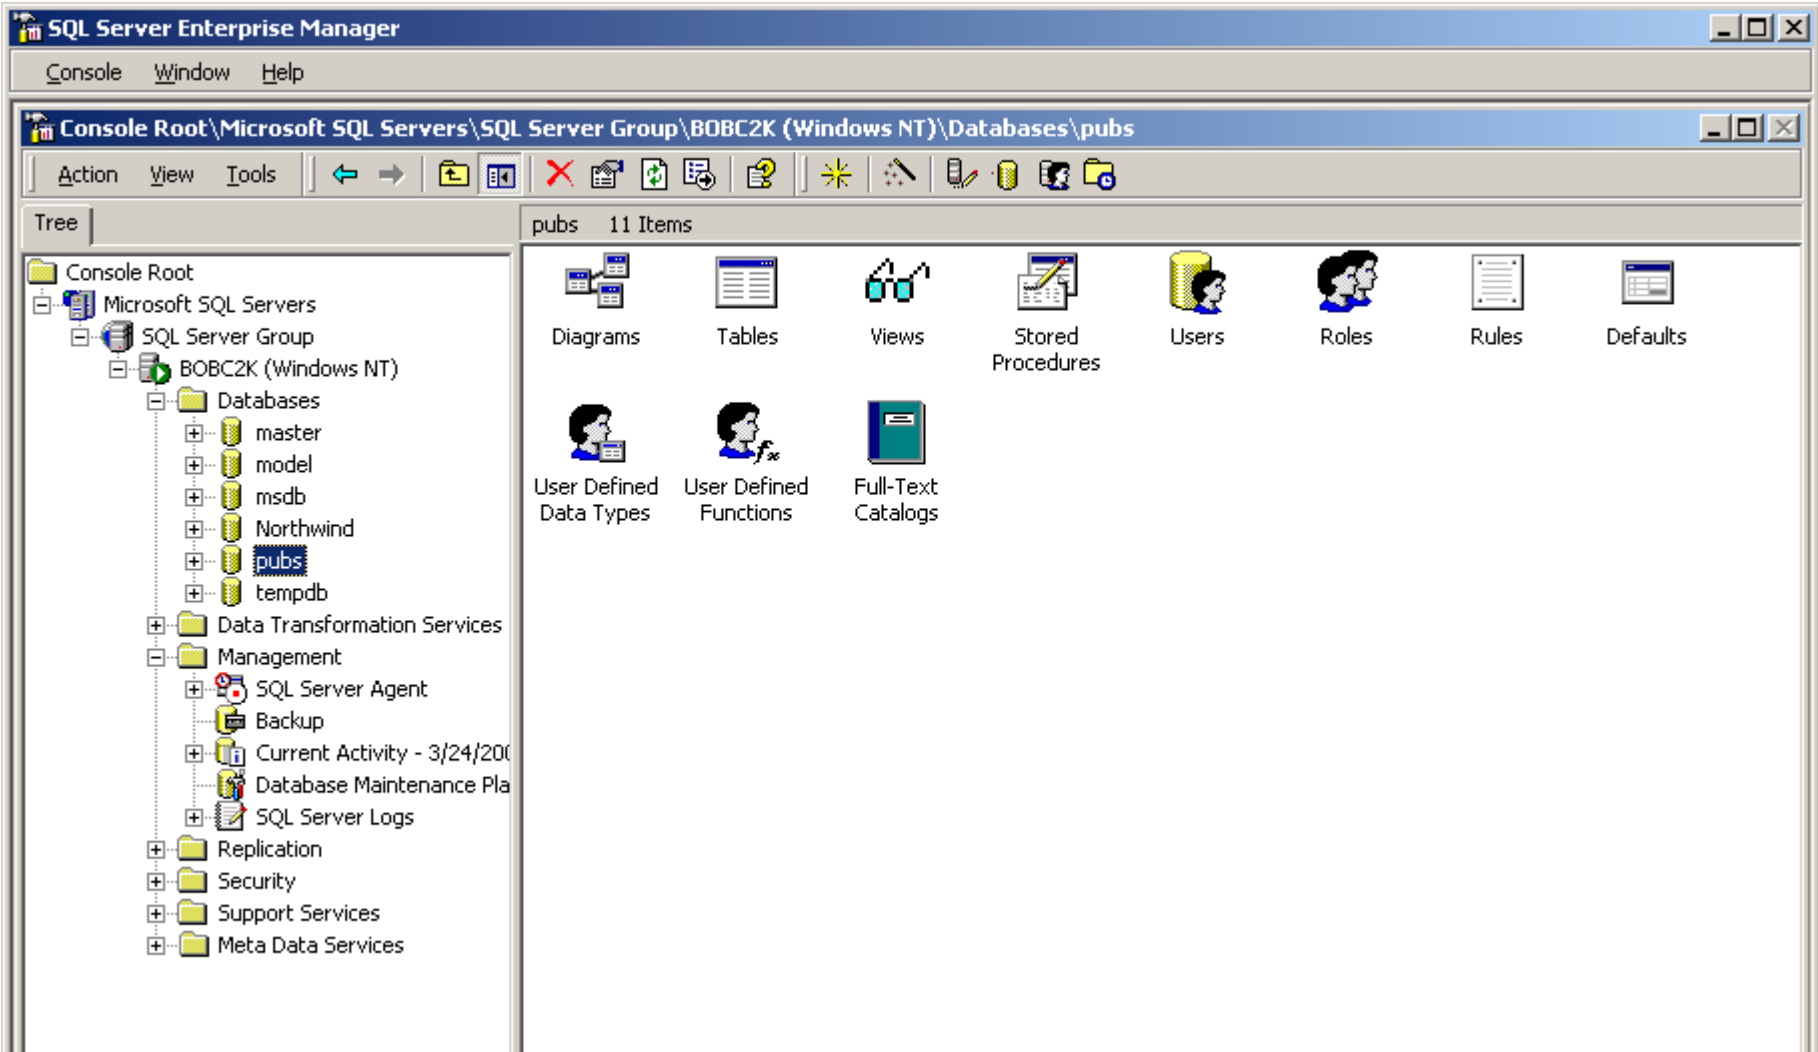 SQL Server Enterprise Manager
Console Window Help
Console Root\Microsoft SQL Servers\SQL Server Group\BOBC2K (Windows NT)\Databases\pubs
Action View Tools
Tree
pubs 11 Items
Console Root
Microsoft SQL Servers
SQL Server Group
BOBC2K (Windows NT)
Databases
master
model
msdb
Northwind
pubs
tempdb
Data Transformation Services
Management
SQL Server Agent
Backup
Current Activity - 3/24/200
Database Maintenance Pla
SQL Server Logs
Replication
Security
Support Services
Meta Data Services
Diagrams
Tables
Views
Stored
Procedures
Users
Roles
Rules
Defaults
User Defined
Data Types
User Defined
Functions
Full-Text
Catalogs